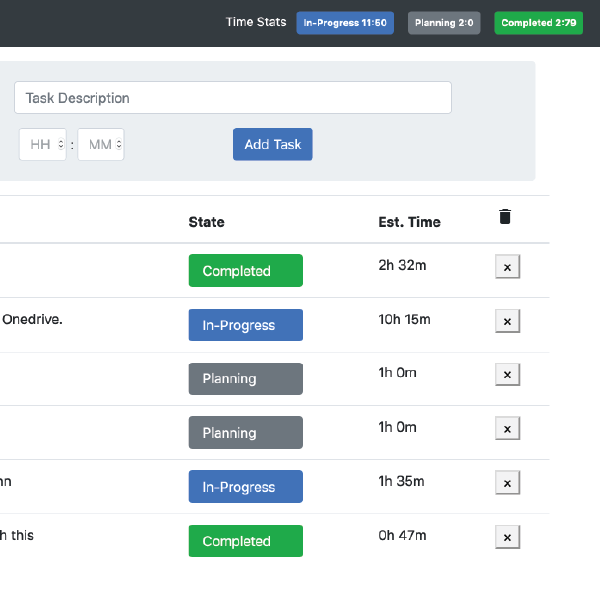 Time Stats In-Progress 11:50 Planning 2:0 Completed 2:79
Task Description
HH : MM Add Task
State Est. Time
Completed 2h 32m ×
Onedrive. In-Progress 10h 15m ×
Planning 1h 0m ×
Planning 1h 0m ×
In-Progress 1h 35m ×
h this Completed 0h 47m ×